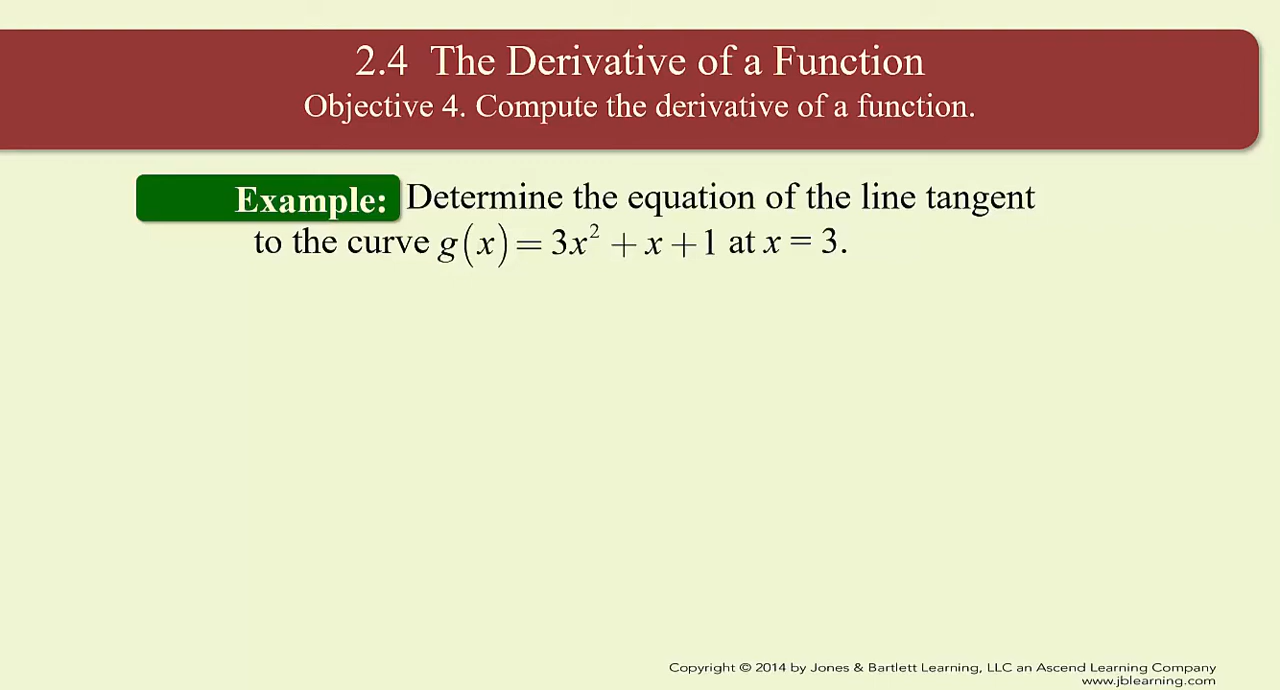 2.4 The Derivative of a Function
Objective 4. Compute the derivative of a function.
Example: Determine the equation of the line tangent
to the curve g(x) = 3x² + x + 1 at x = 3.
Copyright © 2014 by Jones & Bartlett Learning, LLC an Ascend Learning Company
www.jblearning.com